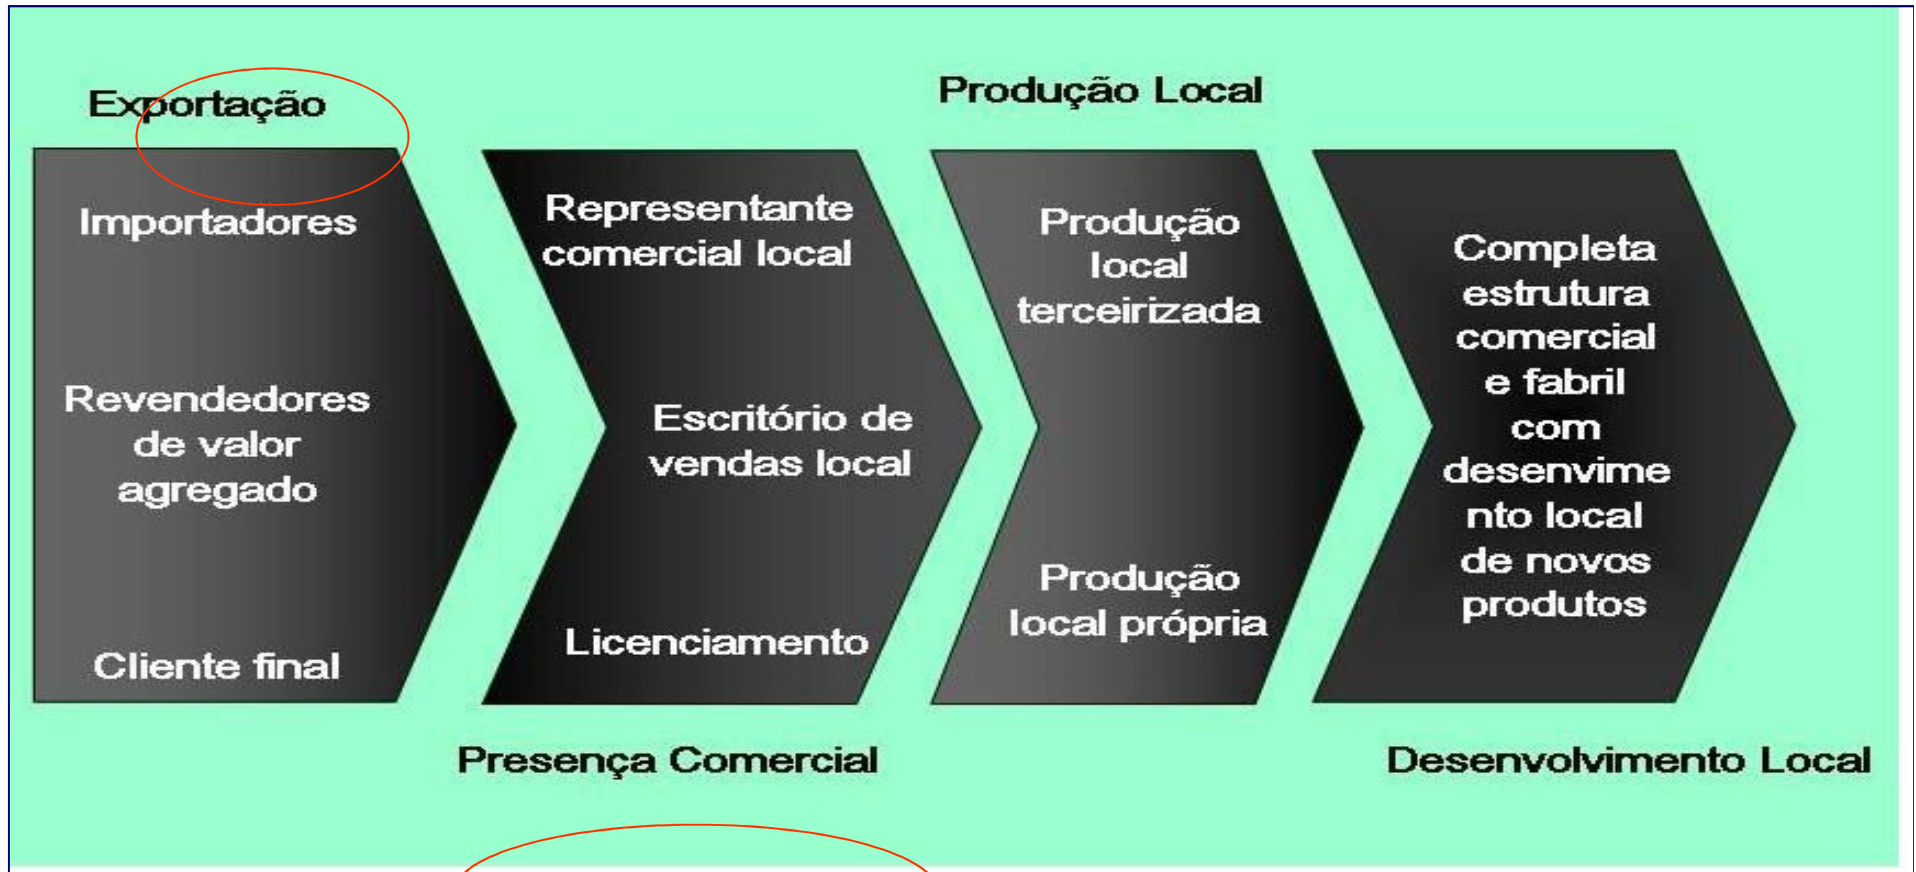 Exportação
Importadores
Revendedores
de valor
agregado
Cliente final
Representante
comercial local
Escritório de
vendas local
Licenciamento
Presença Comercial
Produção Local
Produção
local
terceirizada
Produção
local própria
Completa
estrutura
comercial
e fabril
com
desenvime
nto local
de novos
produtos
Desenvolvimento Local